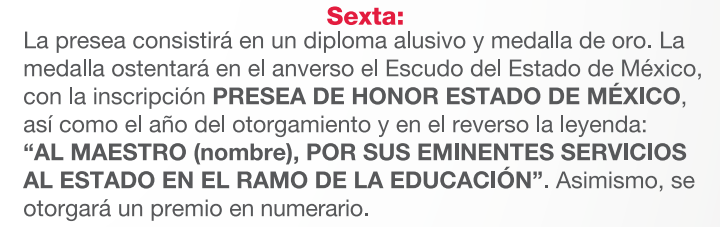 Sexta:
La presea consistirá en un diploma alusivo y medalla de oro. La
medalla ostentará en el anverso el Escudo del Estado de México,
con la inscripción PRESEA DE HONOR ESTADO DE MÉXICO,
así como el año del otorgamiento y en el reverso la leyenda:
“AL MAESTRO (nombre), POR SUS EMINENTES SERVICIOS
AL ESTADO EN EL RAMO DE LA EDUCACIÓN”. Asimismo, se
otorgará un premio en numerario.